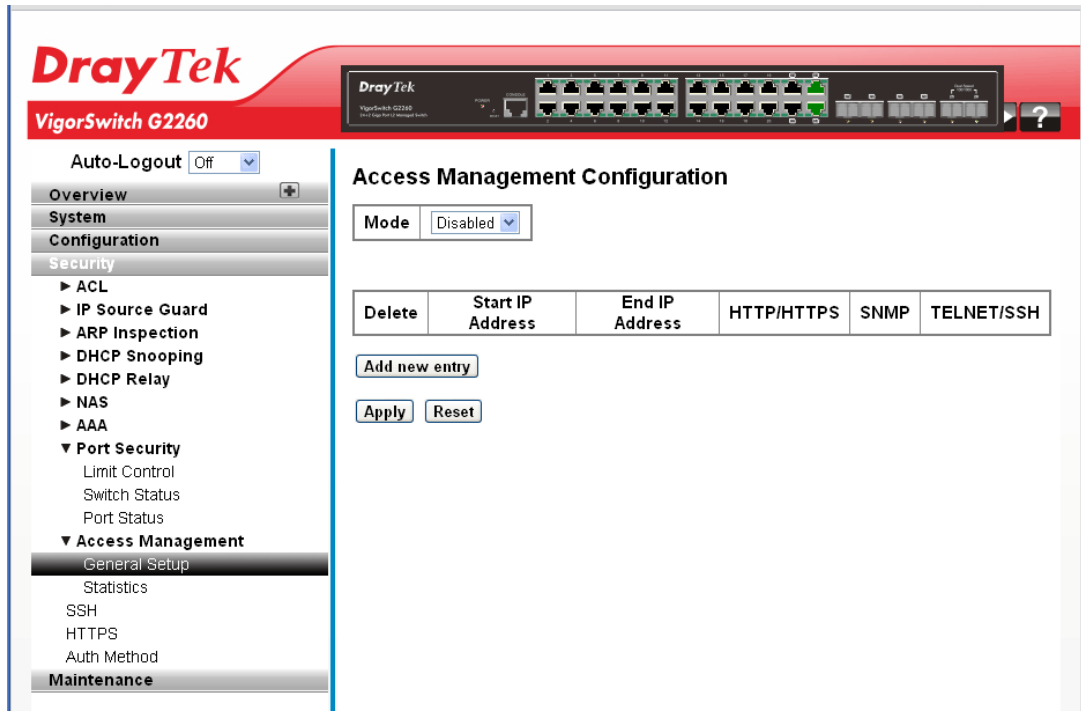 DrayTek
VigorSwitch G2260
DrayTek
VigorSwitch G2260
?
Auto-Logout Off
Overview
System
Configuration
Security
► ACL
► IP Source Guard
► ARP Inspection
► DHCP Snooping
► DHCP Relay
► NAS
► AAA
▼ Port Security
Limit Control
Switch Status
Port Status
▼ Access Management
General Setup
Statistics
SSH
HTTPS
Auth Method
Maintenance
Access Management Configuration
Mode Disabled
Delete Start IP Address End IP Address HTTP/HTTPS SNMP TELNET/SSH
Add new entry
Apply Reset